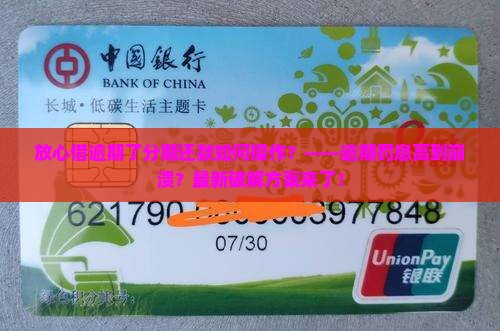 中国银行
BANK OF CHINA
长城·低碳生活主题卡
放心借逾期了分期还款如何操作？——逾期罚息高到崩
溃？最新破解方案来了！
621790 3977848
07/30
UnionPay
银联